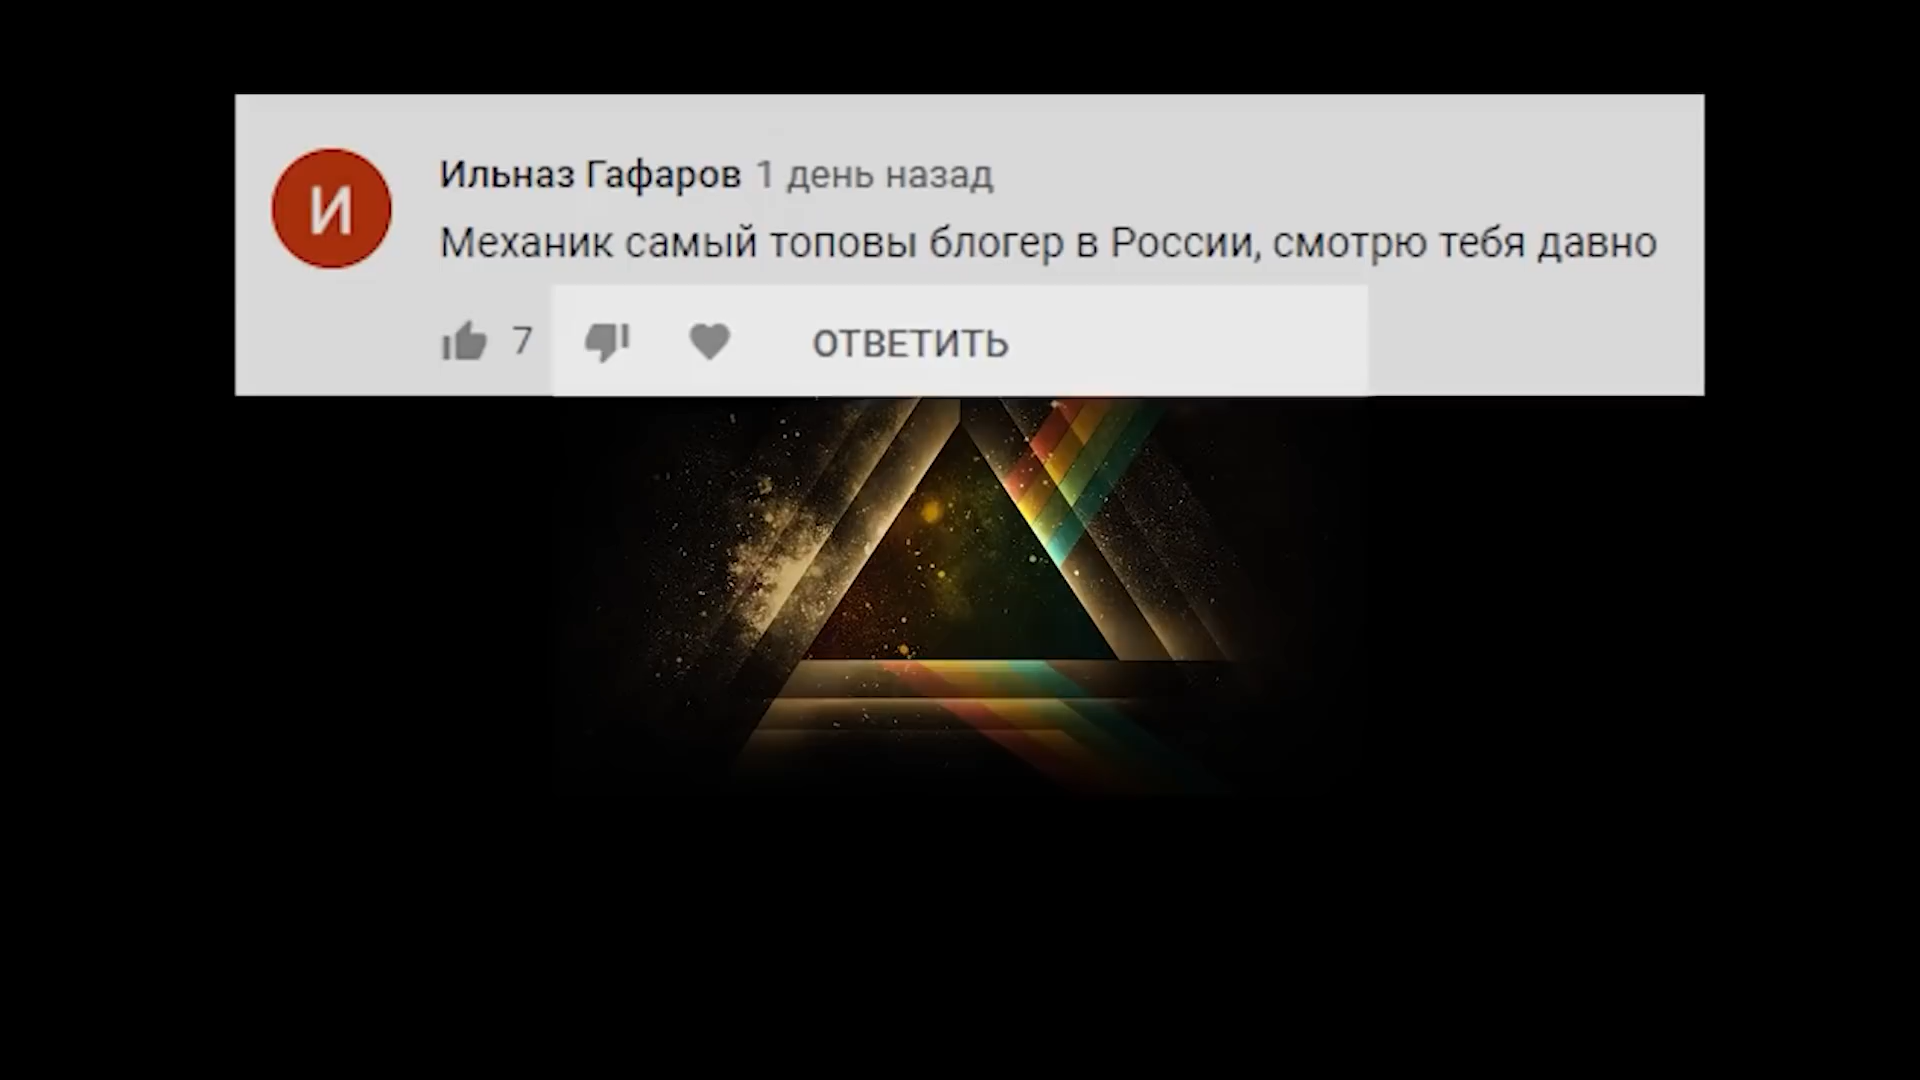 И
Ильназ Гафаров 1 день назад
Механик самый топовы блогер в России, смотрю тебя давно
7 ОТВЕТИТЬ